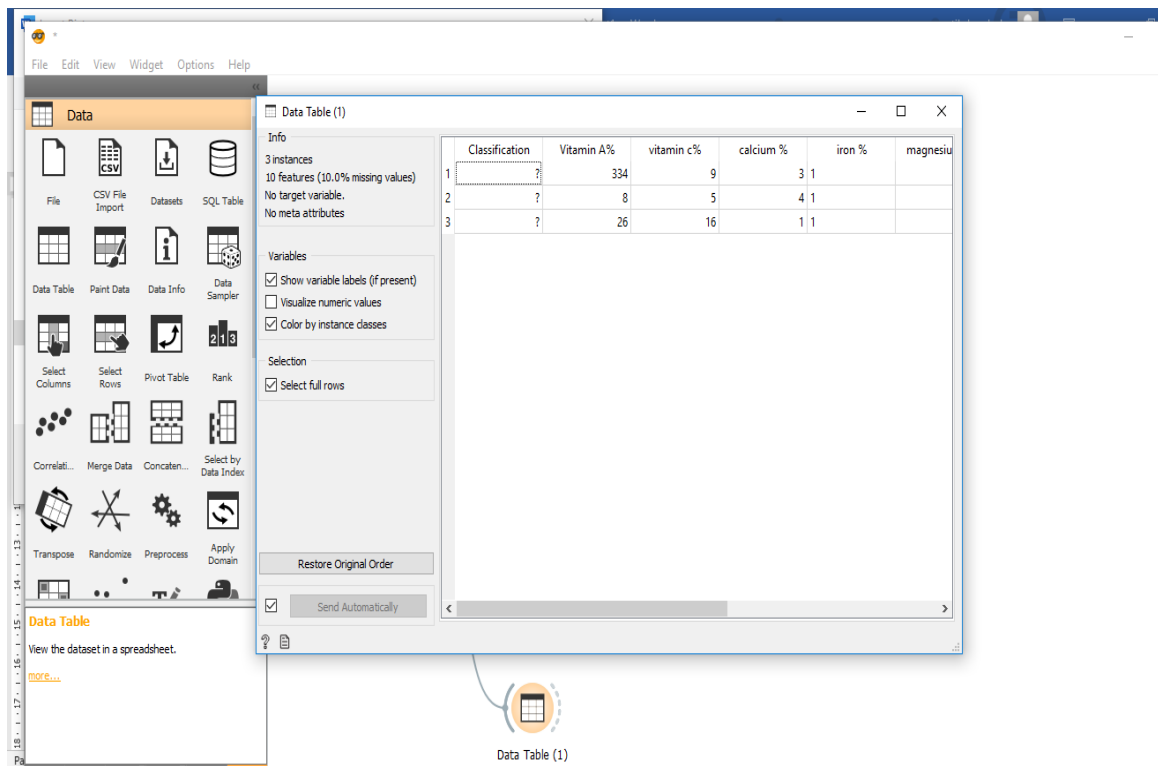 *
File Edit View Widget Options Help
Data
File
CSV File Import
Datasets
SQL Table
Data Table
Paint Data
Data Info
Data Sampler
Select Columns
Select Rows
Pivot Table
Rank
Correlati...
Merge Data
Concaten...
Select by Data Index
Transpose
Randomize
Preprocess
Apply Domain
Data Table
View the dataset in a spreadsheet.
more...
Data Table (1)
Info
3 instances
10 features (10.0% missing values)
No target variable.
No meta attributes
Variables
Show variable labels (if present)
Visualize numeric values
Color by instance classes
Selection
Select full rows
Restore Original Order
Send Automatically
Classification Vitamin A% vitamin c% calcium % iron % magnesiu
1 ? 334 9 3 1
2 ? 8 5 4 1
3 ? 26 16 1 1
Data Table (1)
Pa